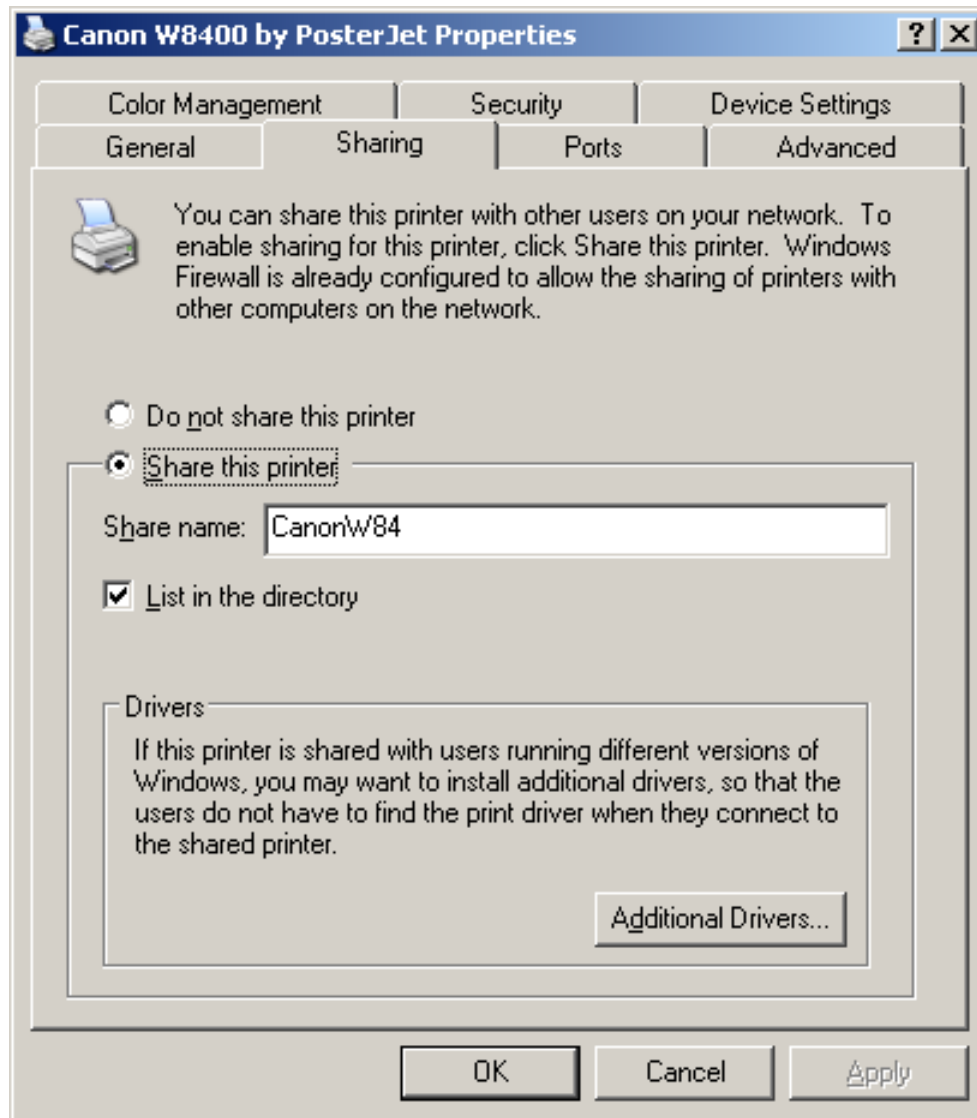 Canon W8400 by PosterJet Properties
Color Management Security Device Settings
General Sharing Ports Advanced
You can share this printer with other users on your network. To
enable sharing for this printer, click Share this printer. Windows
Firewall is already configured to allow the sharing of printers with
other computers on the network.
Do not share this printer
Share this printer
Share name: CanonW84
List in the directory
Drivers
If this printer is shared with users running different versions of
Windows, you may want to install additional drivers, so that the
users do not have to find the print driver when they connect to
the shared printer.
Additional Drivers...
OK Cancel Apply